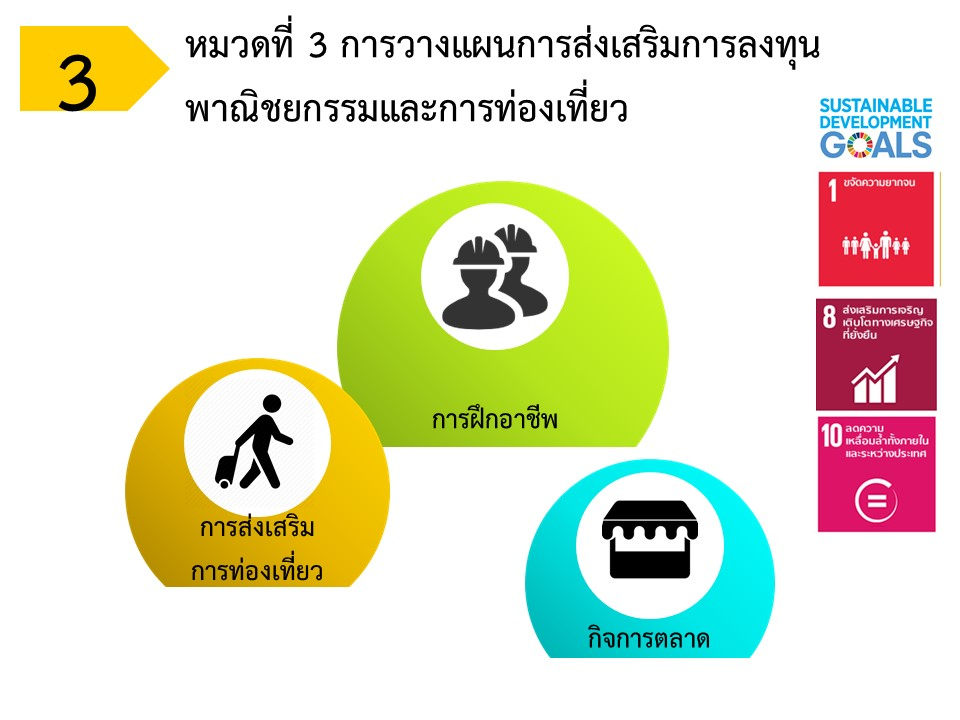 3
หมวดที่ 3 การวางแผนการส่งเสริมการลงทุน
พาณิชยกรรมและการท่องเที่ยว
SUSTAINABLE
DEVELOPMENT
GOALS
1 ขจัดความยากจน
8 ส่งเสริมการเจริญ
เติบโตทางเศรษฐกิจ
ที่ยั่งยืน
10 ลดความ
เหลื่อมล้ำทั้งภายใน
และระหว่างประเทศ
การฝึกอาชีพ
การส่งเสริม
การท่องเที่ยว
กิจการตลาด